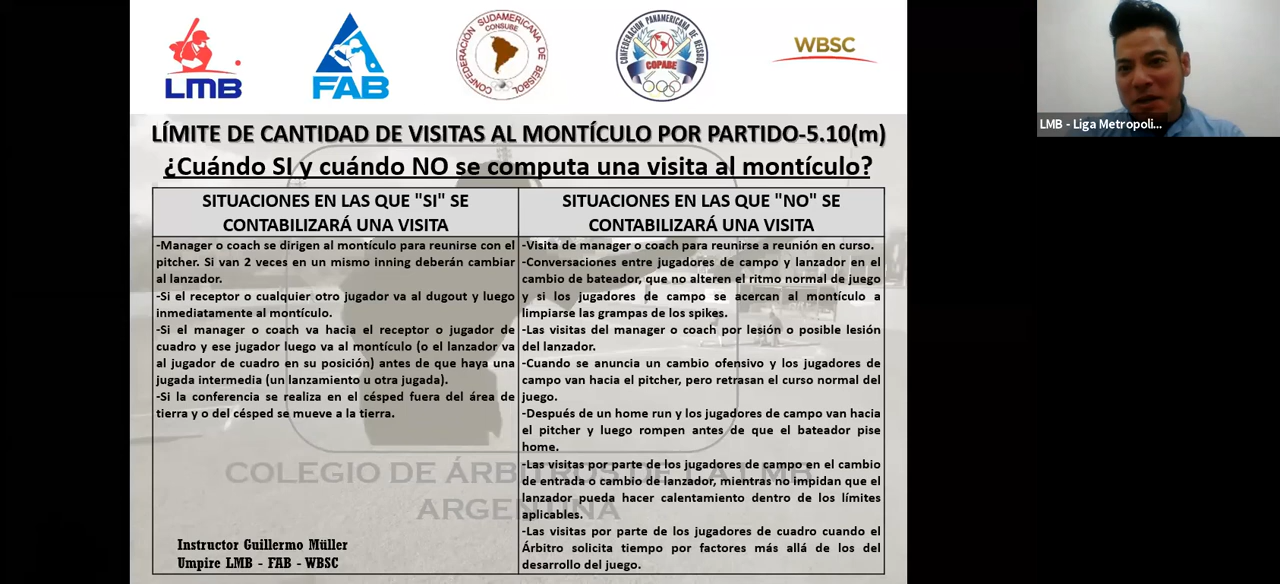 LMB
FAB
CONFEDERACIÓN SUDAMERICANA DE BEISBOL
CONSUBE
CONFEDERACION PANAMERICANA DE BEISBOL
COPABE
WBSC
LMB - Liga Metropoli...
LÍMITE DE CANTIDAD DE VISITAS AL MONTÍCULO POR PARTIDO-5.10(m)
¿Cuándo SI y cuándo NO se computa una visita al montículo?
SITUACIONES EN LAS QUE "SI" SE
CONTABILIZARÁ UNA VISITA
-Manager o coach se dirigen al montículo para reunirse con el
pitcher. Si van 2 veces en un mismo inning deberán cambiar
al lanzador.
-Si el receptor o cualquier otro jugador va al dugout y luego
inmediatamente al montículo.
-Si el manager o coach va hacia el receptor o jugador de
cuadro y ese jugador luego va al montículo (o el lanzador va
al jugador de cuadro en su posición) antes de que haya una
jugada intermedia (un lanzamiento u otra jugada).
-Si la conferencia se realiza en el césped fuera del área de
tierra y o del césped se mueve a la tierra.
SITUACIONES EN LAS QUE "NO" SE
CONTABILIZARÁ UNA VISITA
-Visita de manager o coach para reunirse a reunión en curso.
-Conversaciones entre jugadores de campo y lanzador en el
cambio de bateador, que no alteren el ritmo normal de juego
y si los jugadores de campo se acercan al montículo a
limpiarse las grampas de los spikes.
-Las visitas del manager o coach por lesión o posible lesión
del lanzador.
-Cuando se anuncia un cambio ofensivo y los jugadores de
campo van hacia el pitcher, pero retrasan el curso normal del
juego.
-Después de un home run y los jugadores de campo van hacia
el pitcher y luego rompen antes de que el bateador pise
home.
-Las visitas por parte de los jugadores de campo en el cambio
de entrada o cambio de lanzador, mientras no impidan que el
lanzador pueda hacer calentamiento dentro de los límites
aplicables.
-Las visitas por parte de los jugadores de cuadro cuando el
Árbitro solicita tiempo por factores más allá de los del
desarrollo del juego.
COLEGIO DE ÁRBITROS DE LA LMB
ARGENTINA
Instructor Guillermo Müller
Umpire LMB - FAB - WBSC